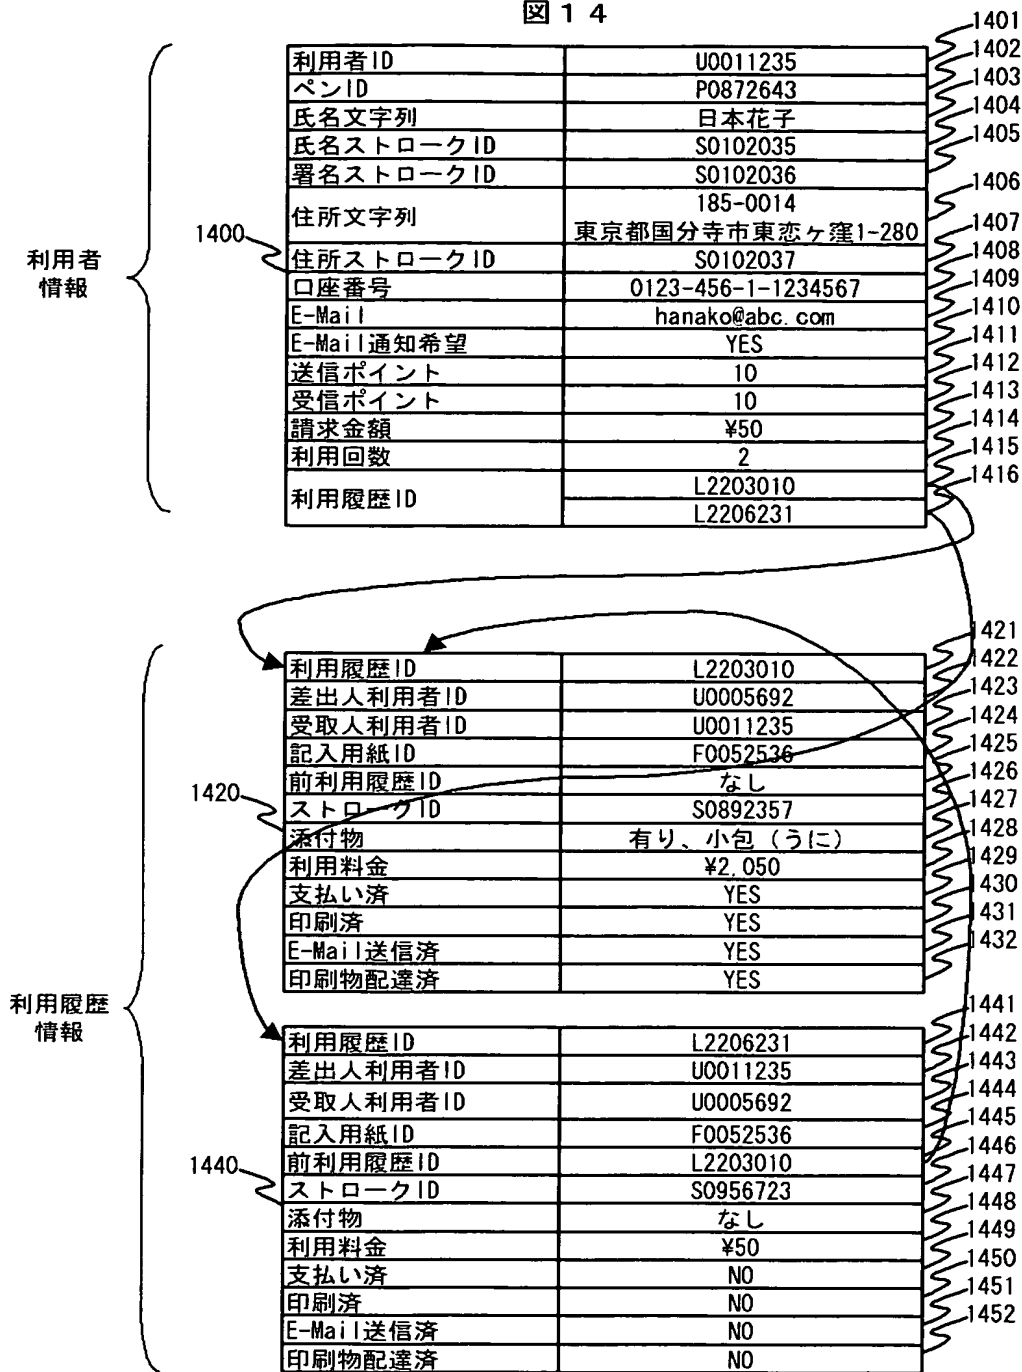 図14
利用者ID U0011235 1401
ペンID P0872643 1402
氏名文字列 日本花子 1403
氏名ストロークID S0102035 1404
署名ストロークID S0102036 1405
住所文字列 185-0014 1406
東京都国分寺市東恋ヶ窪1-280
住所ストロークID S0102037 1407
口座番号 0123-456-1-1234567 1408
E-Mail hanako@abc.com 1409
E-Mail通知希望 YES 1410
送信ポイント 10 1411
受信ポイント 10 1412
請求金額 ¥50 1413
利用回数 2 1414
利用履歴ID L2203010 1415
L2206231 1416
1400
利用者
情報
利用履歴ID L2203010 1421
差出人利用者ID U0005692 1422
受取人利用者ID U0011235 1423
記入用紙ID F0052536 1424
前利用履歴ID なし 1425
ストロークID S0892357 1426
添付物 有り、小包(うに) 1427
利用料金 ¥2,050 1428
支払い済 YES 1429
印刷済 YES 1430
E-Mail送信済 YES 1431
印刷物配達済 YES 1432
1420
利用履歴
情報
利用履歴ID L2206231 1441
差出人利用者ID U0011235 1442
受取人利用者ID U0005692 1443
記入用紙ID F0052536 1444
前利用履歴ID L2203010 1445
ストロークID S0956723 1446
添付物 なし 1447
利用料金 ¥50 1448
支払い済 NO 1449
印刷済 NO 1450
E-Mail送信済 NO 1451
印刷物配達済 NO 1452
1440